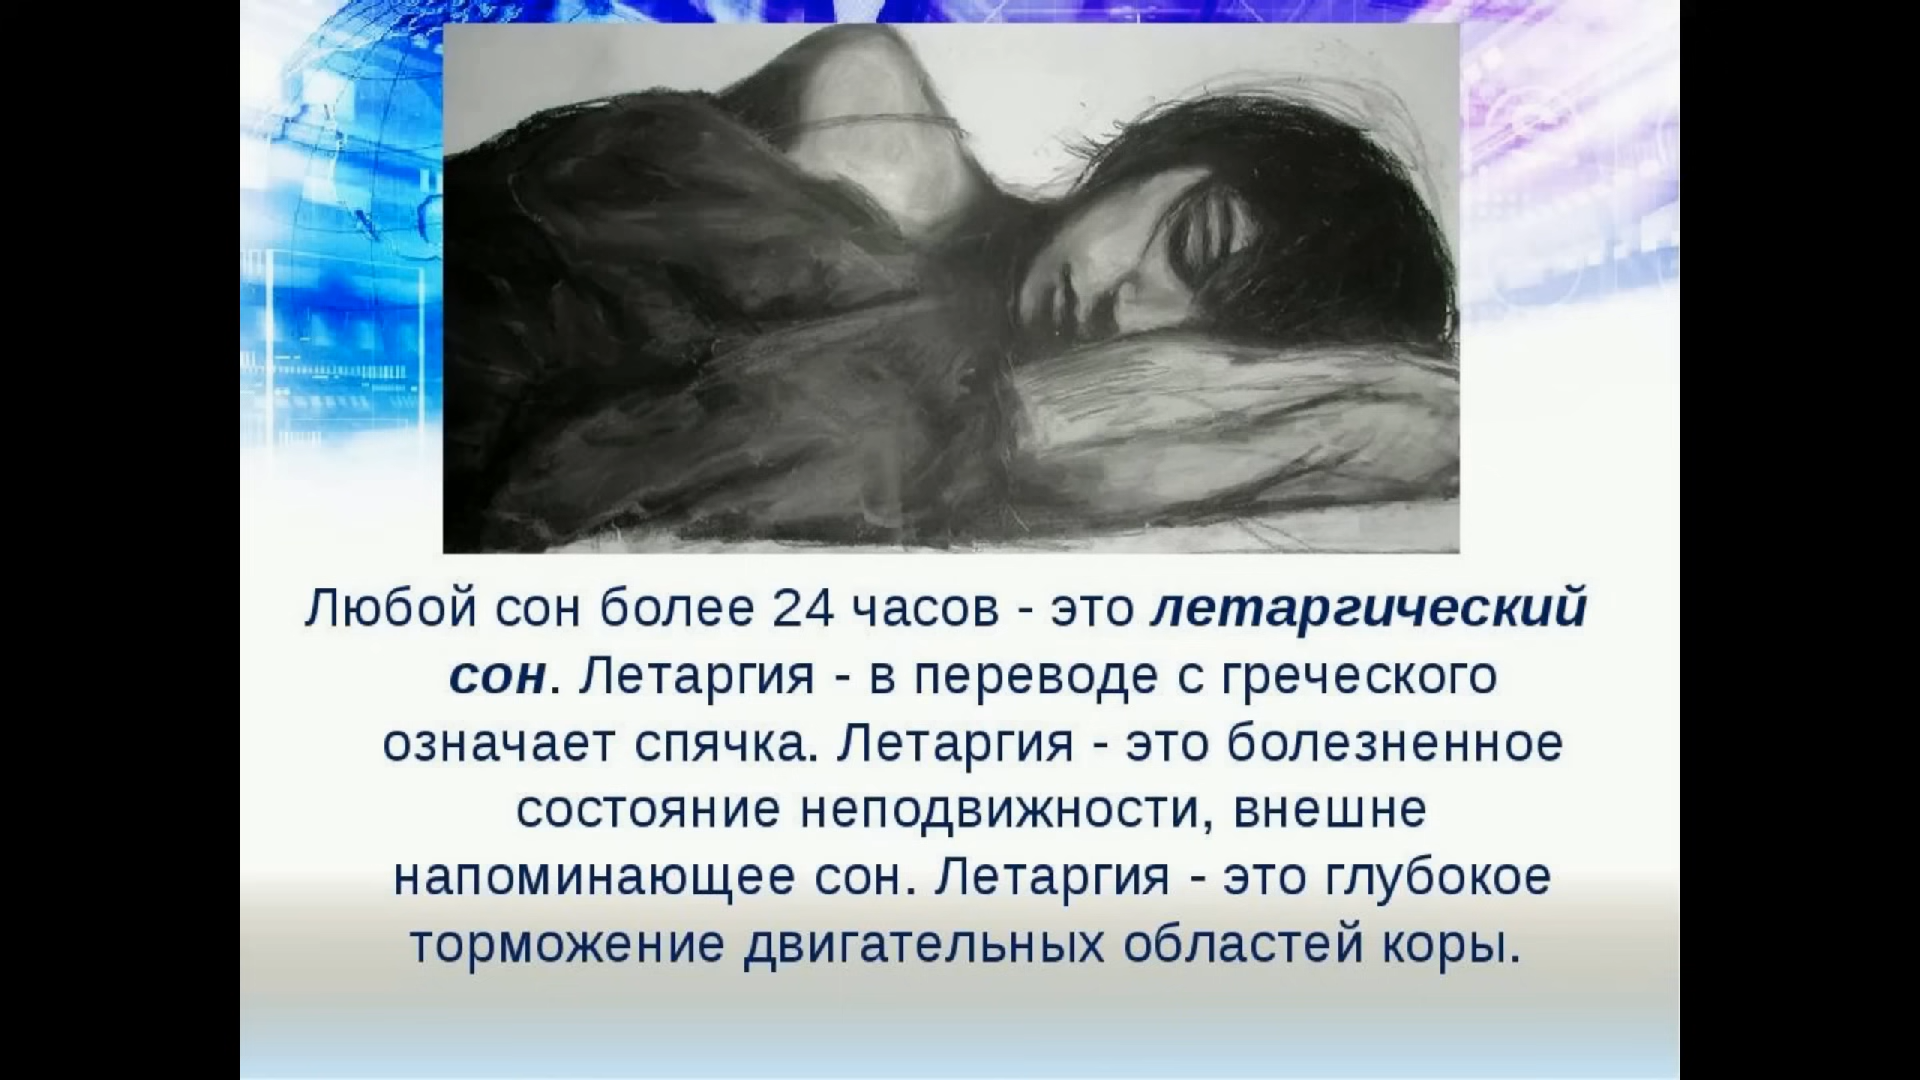 Любой сон более 24 часов - это летаргический
сон. Летаргия - в переводе с греческого
означает спячка. Летаргия - это болезненное
состояние неподвижности, внешне
напоминающее сон. Летаргия - это глубокое
торможение двигательных областей коры.